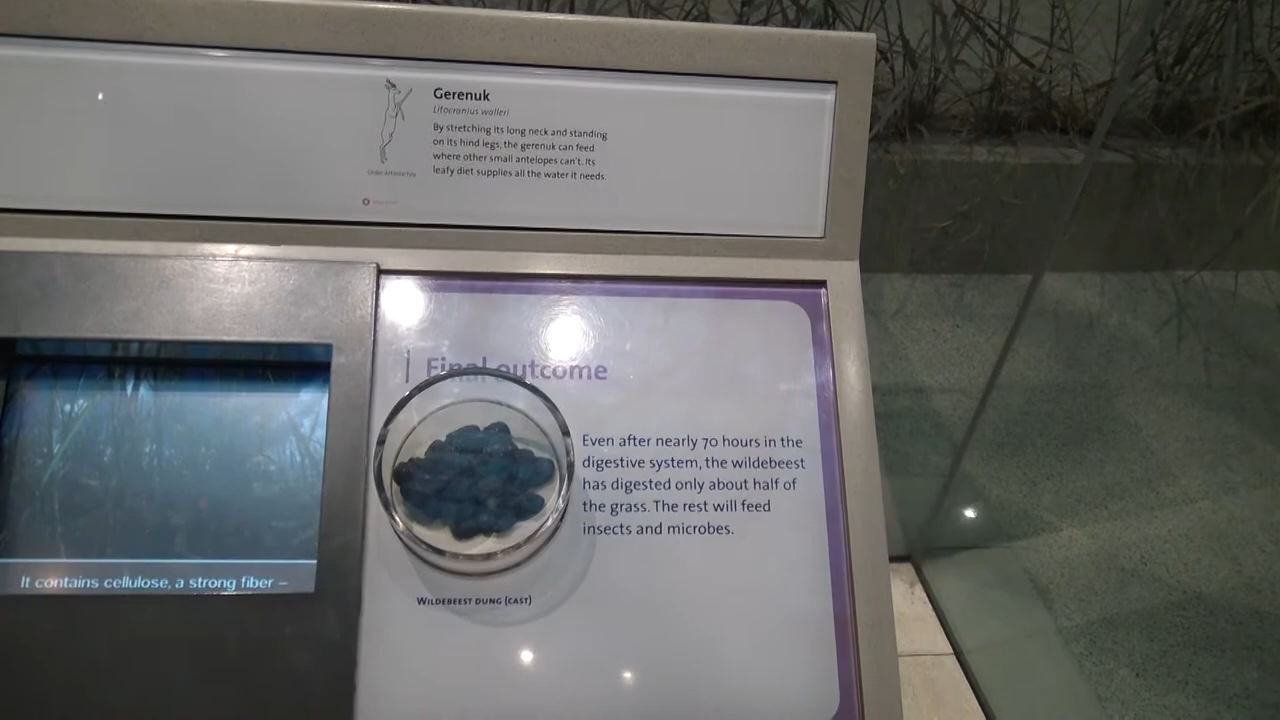 Gerenuk
Litocranius walleri
By stretching its long neck and standing
on its hind legs, the gerenuk can feed
where other small antelopes can't. Its
leafy diet supplies all the water it needs.
Final outcome
Even after nearly 70 hours in the
digestive system, the wildebeest
has digested only about half of
the grass. The rest will feed
insects and microbes.
It contains cellulose, a strong fiber –
WILDEBEEST DUNG (CAST)